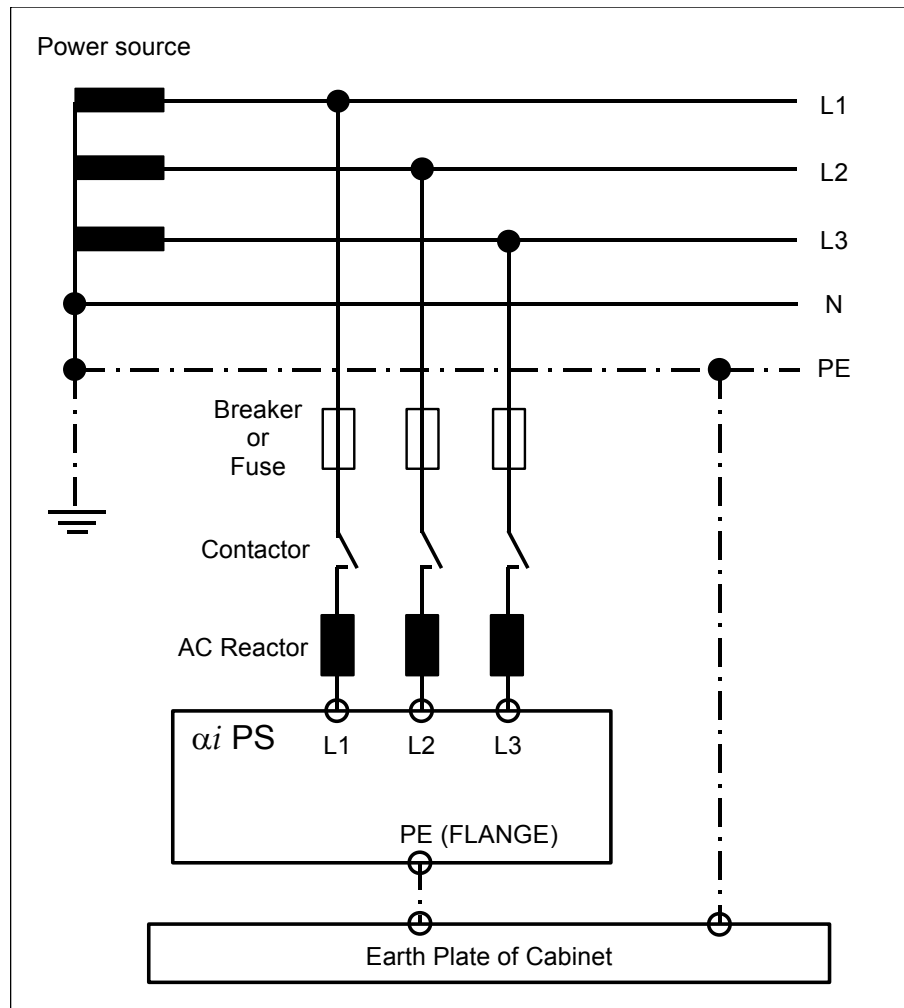 Power source
L1
L2
L3
N
PE
Breaker
or
Fuse
Contactor
AC Reactor
αi PS
L1 L2 L3
PE (FLANGE)
Earth Plate of Cabinet